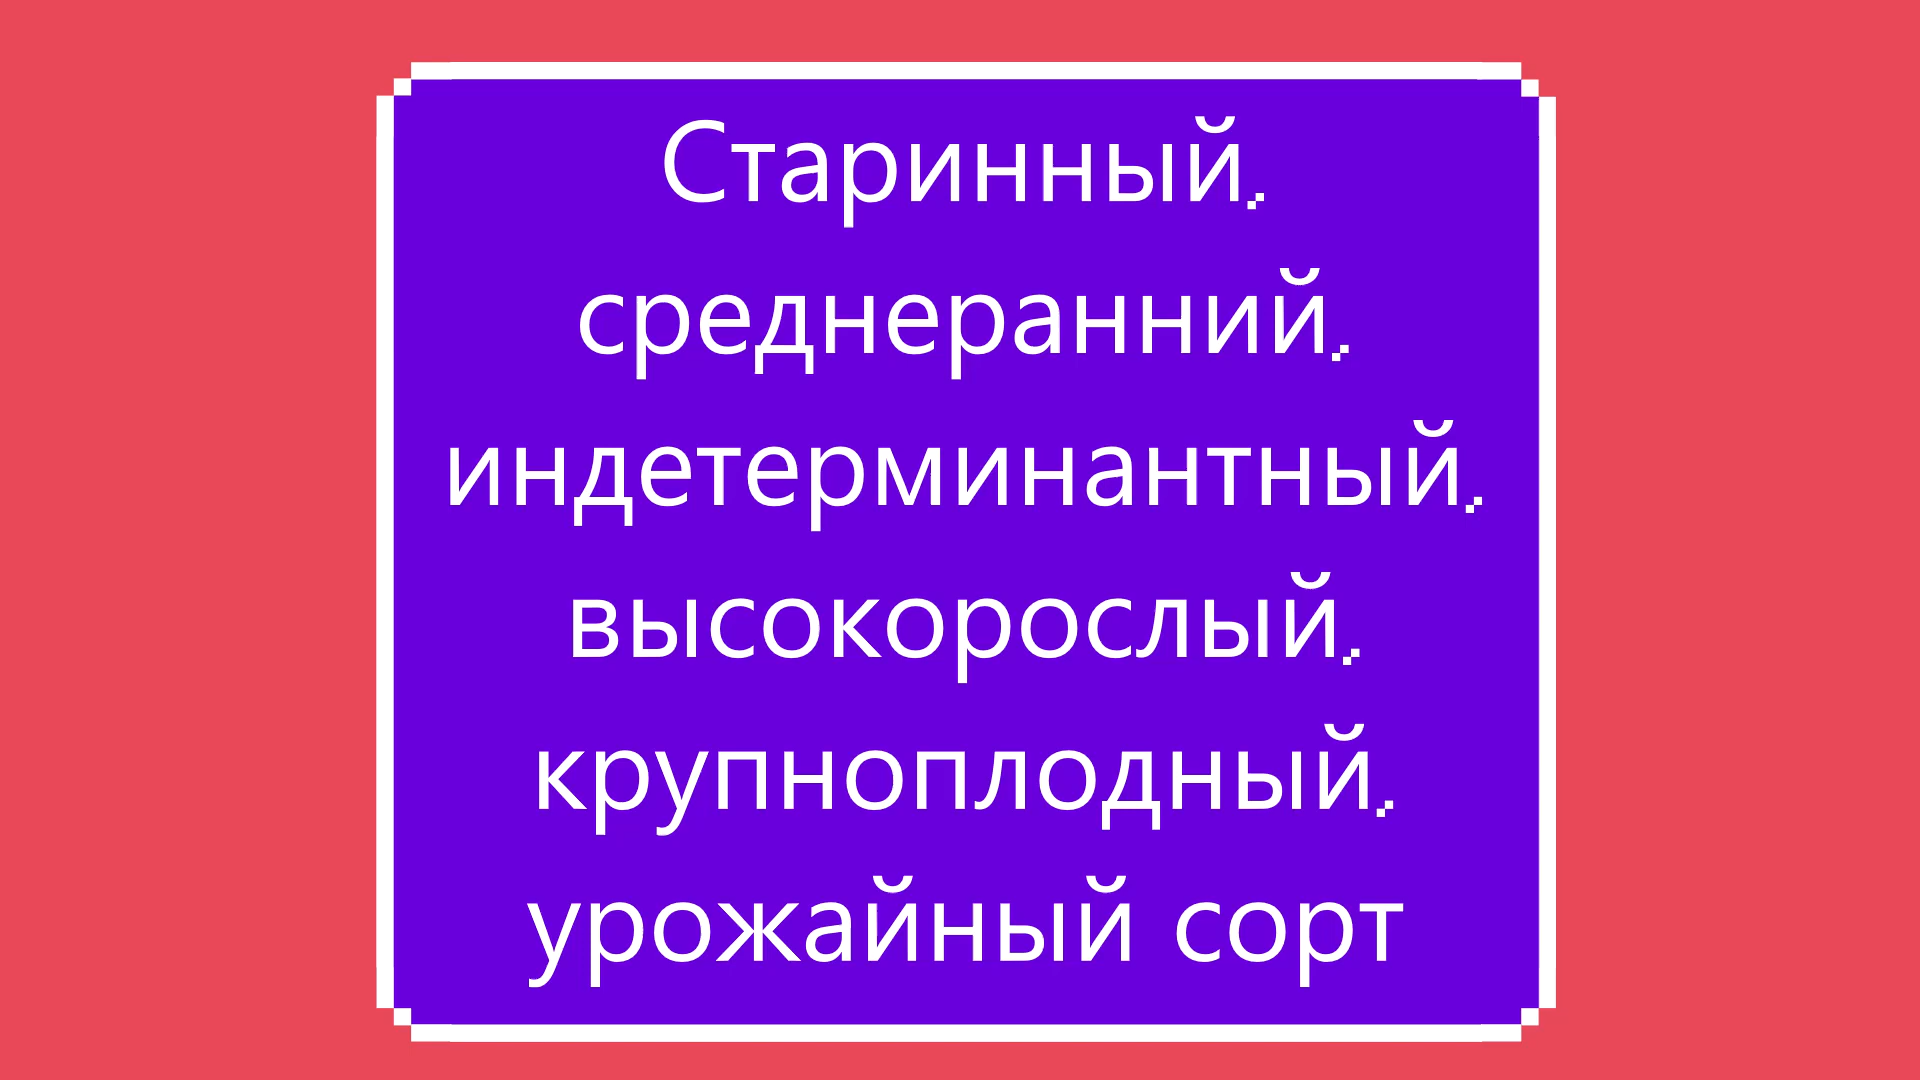 Старинный,
среднеранний,
индетерминантный,
высокорослый,
крупноплодный,
урожайный сорт